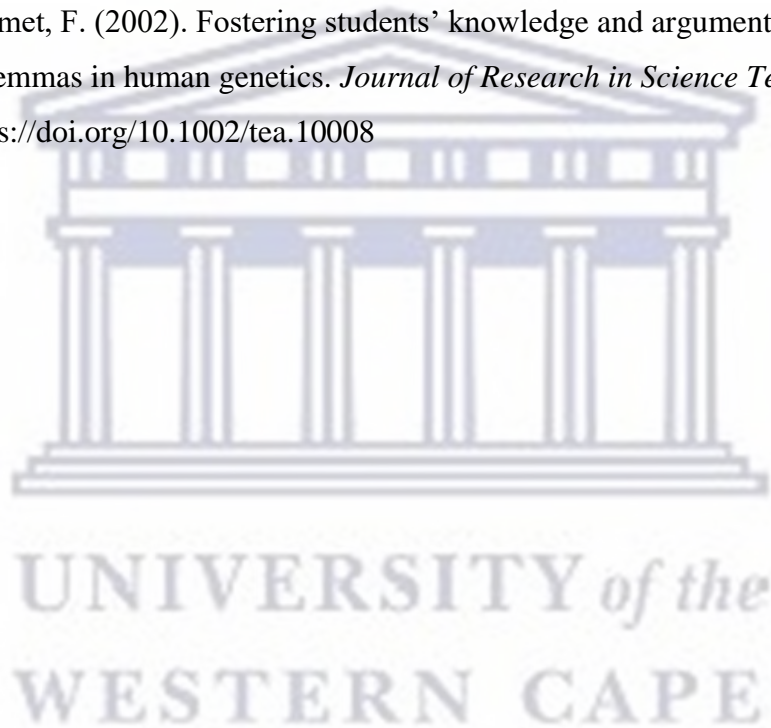 met, F. (2002). Fostering students’ knowledge and argument
emmas in human genetics. Journal of Research in Science Te
s://doi.org/10.1002/tea.10008
UNIVERSITY of the
WESTERN CAPE